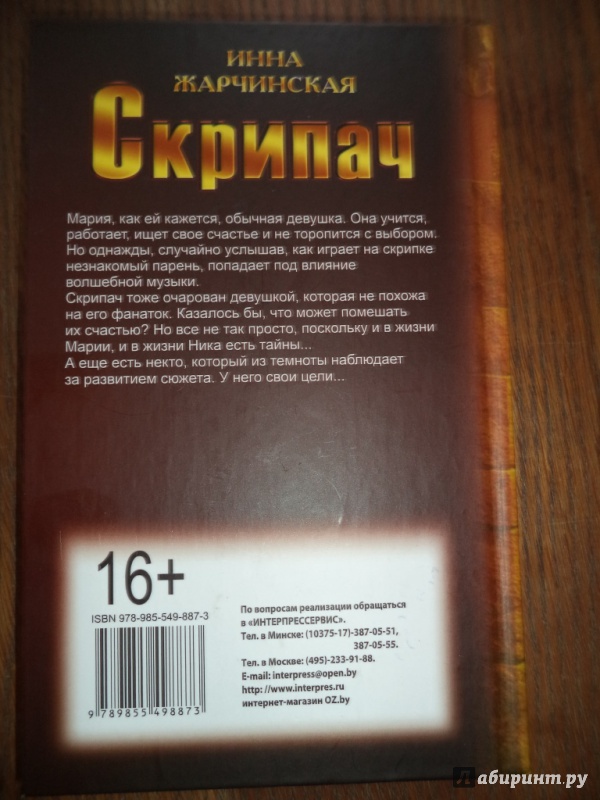 ИННА
ЖАРЧИНСКАЯ
Скрипач
Мария, как ей кажется, обычная девушка. Она учится,
работает, ищет свое счастье и не торопится с выбором.
Но однажды, случайно услышав, как играет на скрипке
незнакомый парень, попадает под влияние
волшебной музыки.
Скрипач тоже очарован девушкой, которая не похожа
на его фанаток. Казалось бы, что может помешать
их счастью? Но все не так просто, поскольку и в жизни
Марии, и в жизни Ника есть тайны...
А еще есть некто, который из темноты наблюдает
за развитием сюжета. У него свои цели...
16+
ISBN 978-985-549-887-3
9 789855 498873
По вопросам реализации обращаться
в «ИНТЕРПРЕССЕРВИС».
Тел. в Минске: (10375-17)-387-05-51,
387-05-55.
Тел. в Москве: (495)-233-91-88.
E-mail: interpress@open.by
http://www.interpres.ru
интернет-магазин OZ.by
лабиринт.ру